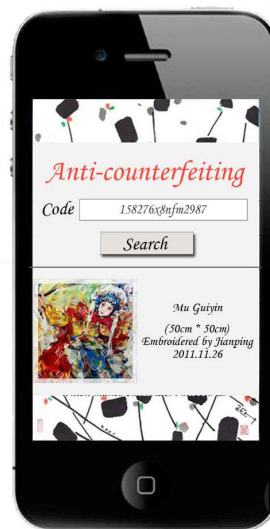 Anti-counterfeiting
Code 158276x8nfm2987
Search
Mu Guiyin
(50cm * 50cm)
Embroidered by Jianping
2011.11.26